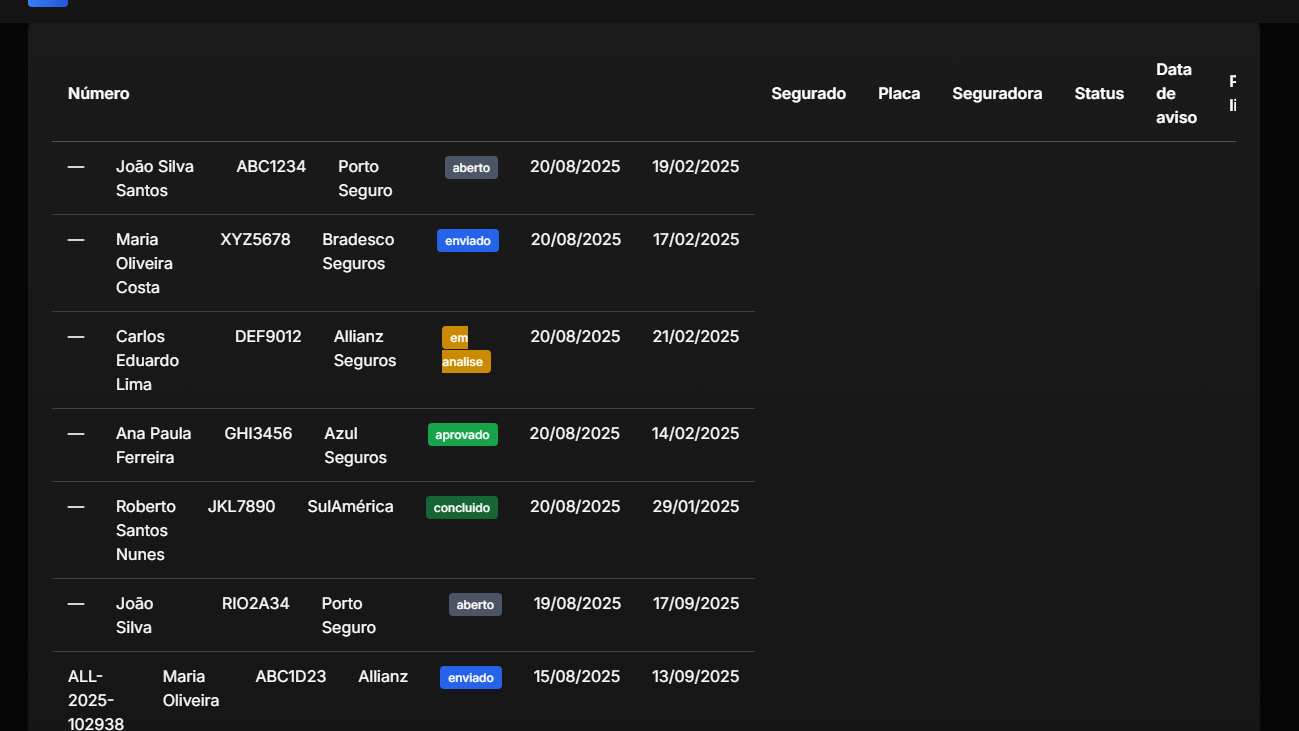 Número Segurado Placa Seguradora Status Data de aviso
— João Silva Santos ABC1234 Porto Seguro aberto 20/08/2025 19/02/2025
— Maria Oliveira Costa XYZ5678 Bradesco Seguros enviado 20/08/2025 17/02/2025
— Carlos Eduardo Lima DEF9012 Allianz Seguros em analise 20/08/2025 21/02/2025
— Ana Paula Ferreira GHI3456 Azul Seguros aprovado 20/08/2025 14/02/2025
— Roberto Santos Nunes JKL7890 SulAmérica concluido 20/08/2025 29/01/2025
— João Silva RIO2A34 Porto Seguro aberto 19/08/2025 17/09/2025
ALL-2025-102938 Maria Oliveira ABC1D23 Allianz enviado 15/08/2025 13/09/2025